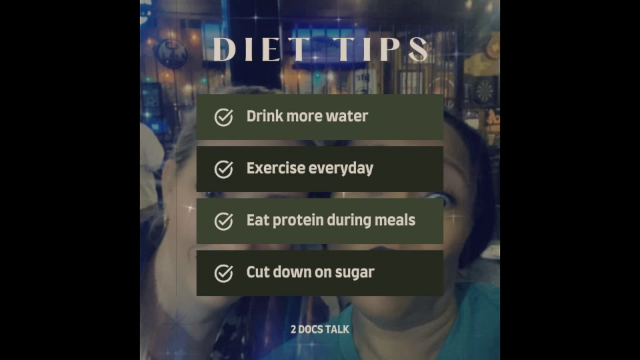 DIET TIPS
Drink more water
Exercise everyday
Eat protein during meals
Cut down on sugar
2 DOCS TALK